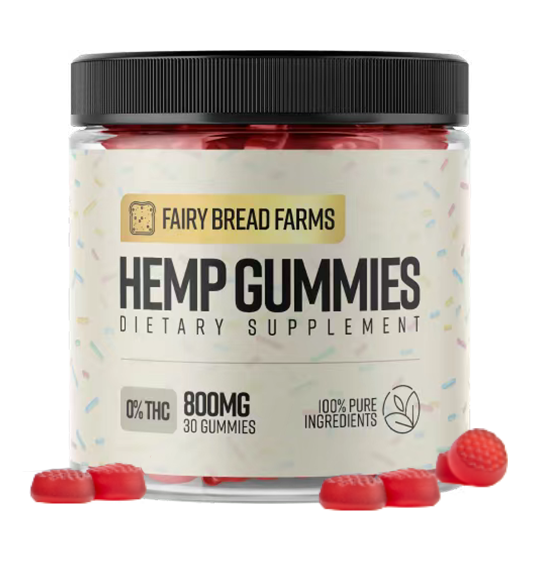 FAIRY BREAD FARMS
HEMP GUMMIES
DIETARY SUPPLEMENT
0% THC
800MG
30 GUMMIES
100% PURE
INGREDIENTS